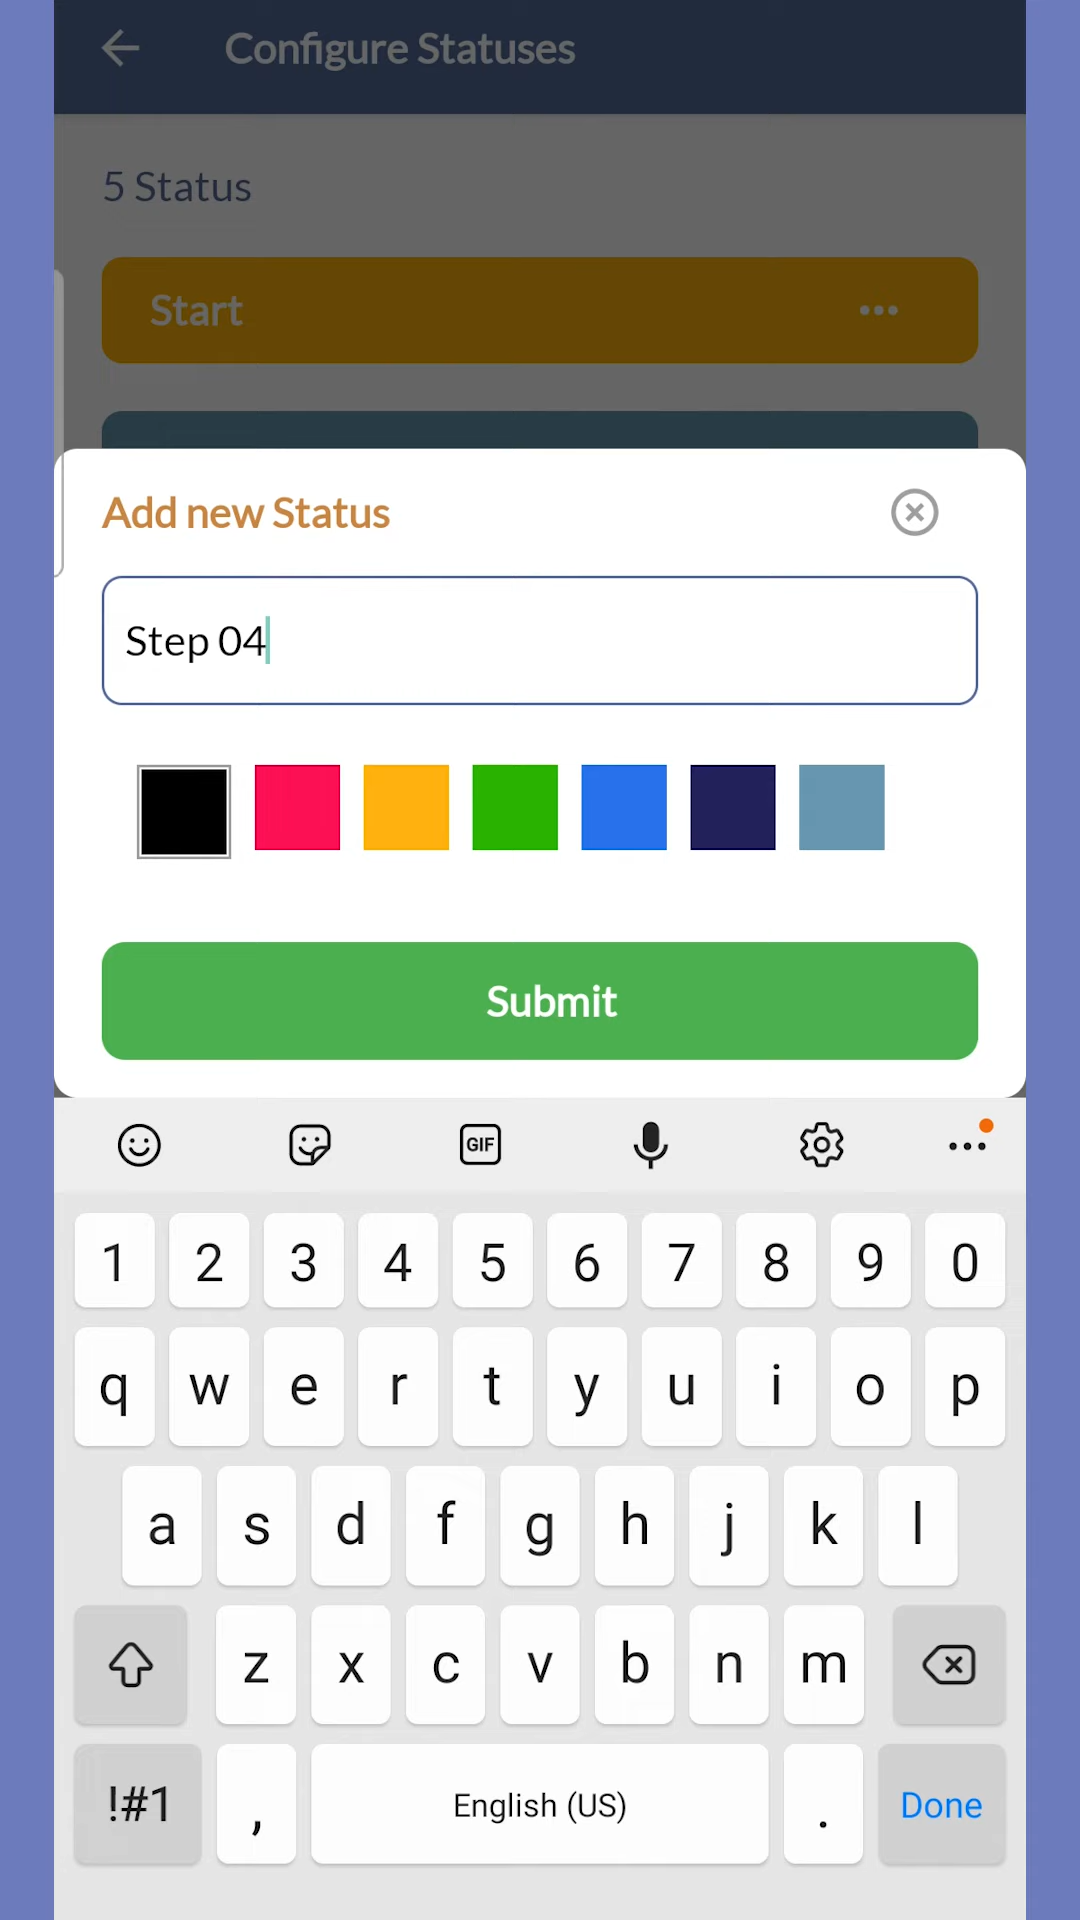 Configure Statuses
5 Status
Start
Add new Status
Step 04
Submit
GIF
1 2 3 4 5 6 7 8 9 0
q w e r t y u i o p
a s d f g h j k l
z x c v b n m
!#1 , English (US) . Done